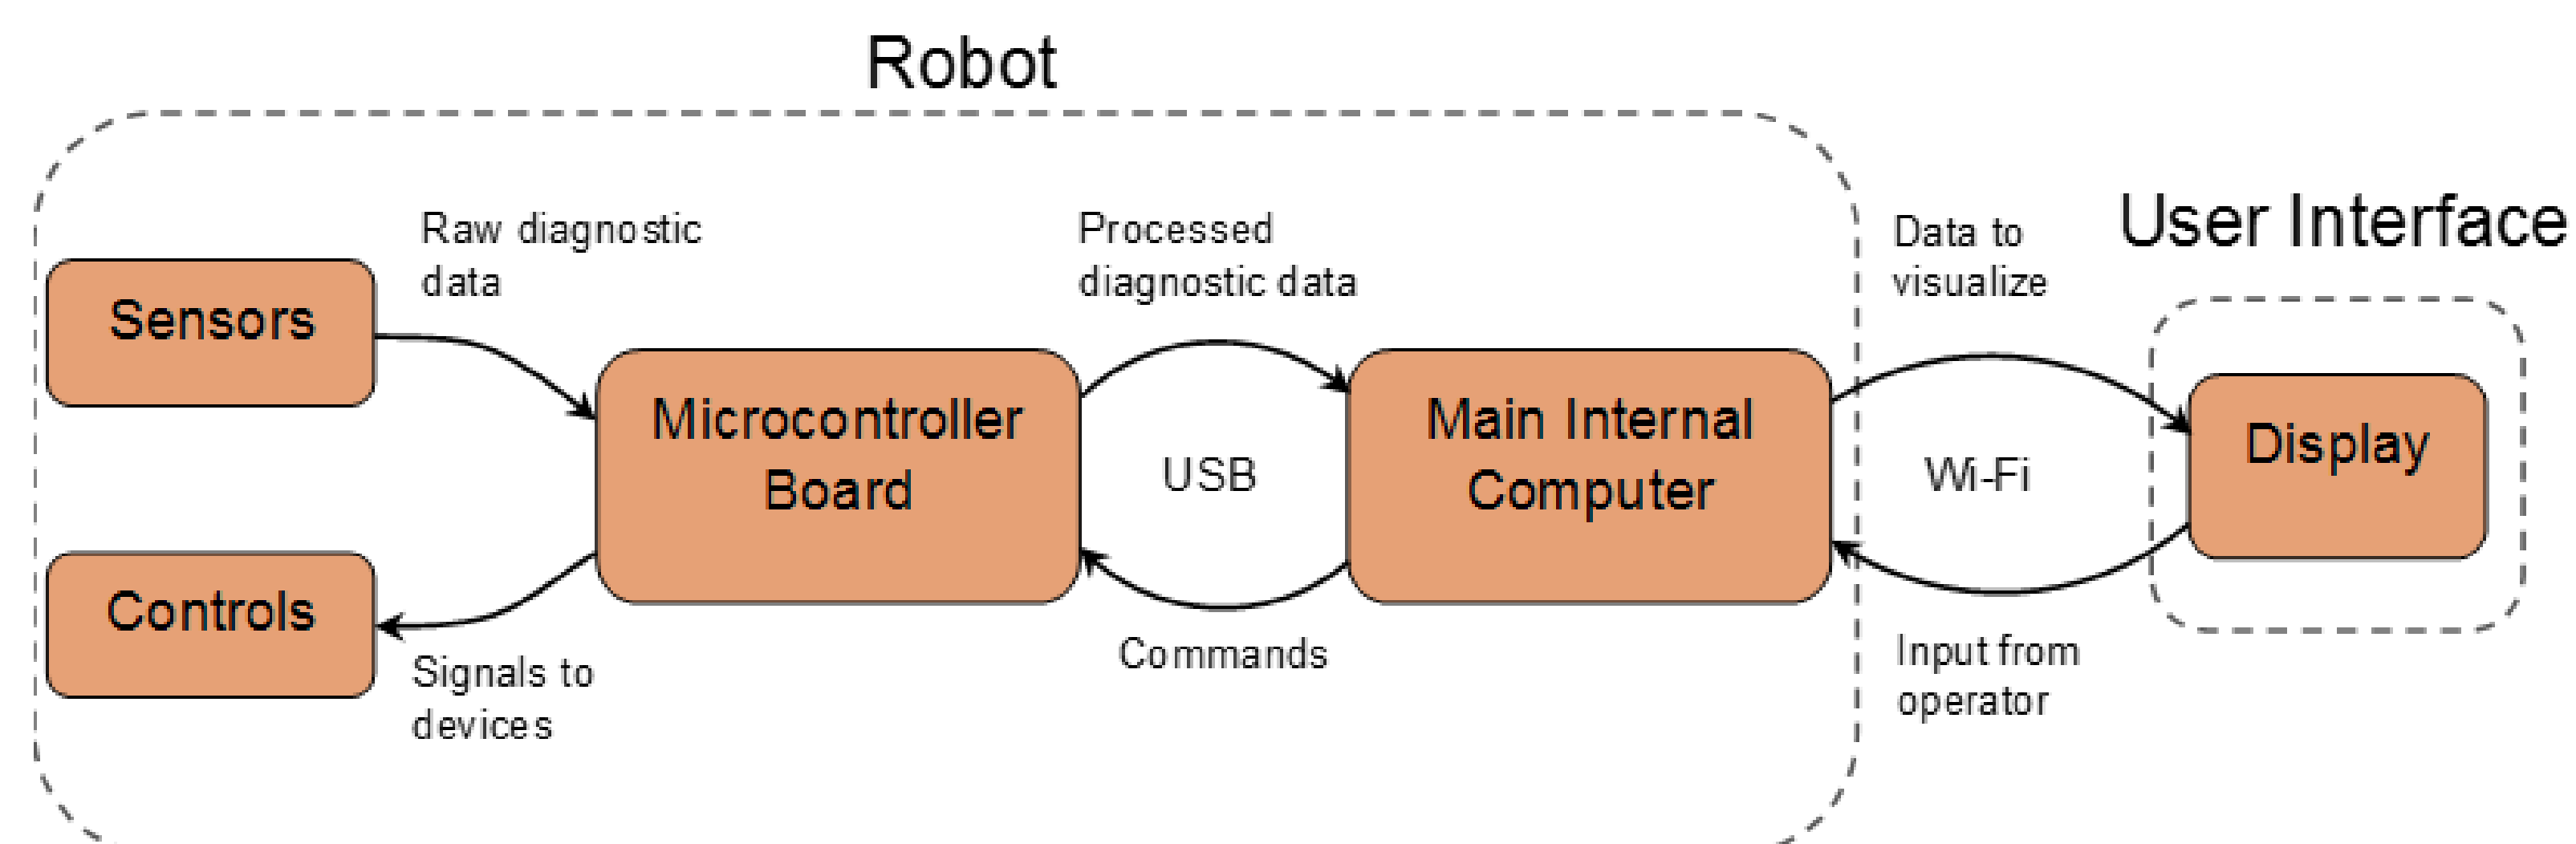 Robot
User Interface
Raw diagnostic
data
Processed
diagnostic data
Data to
visualize
Sensors
Microcontroller
Board
USB
Main Internal
Computer
Wi-Fi
Display
Controls
Signals to
devices
Commands
Input from
operator